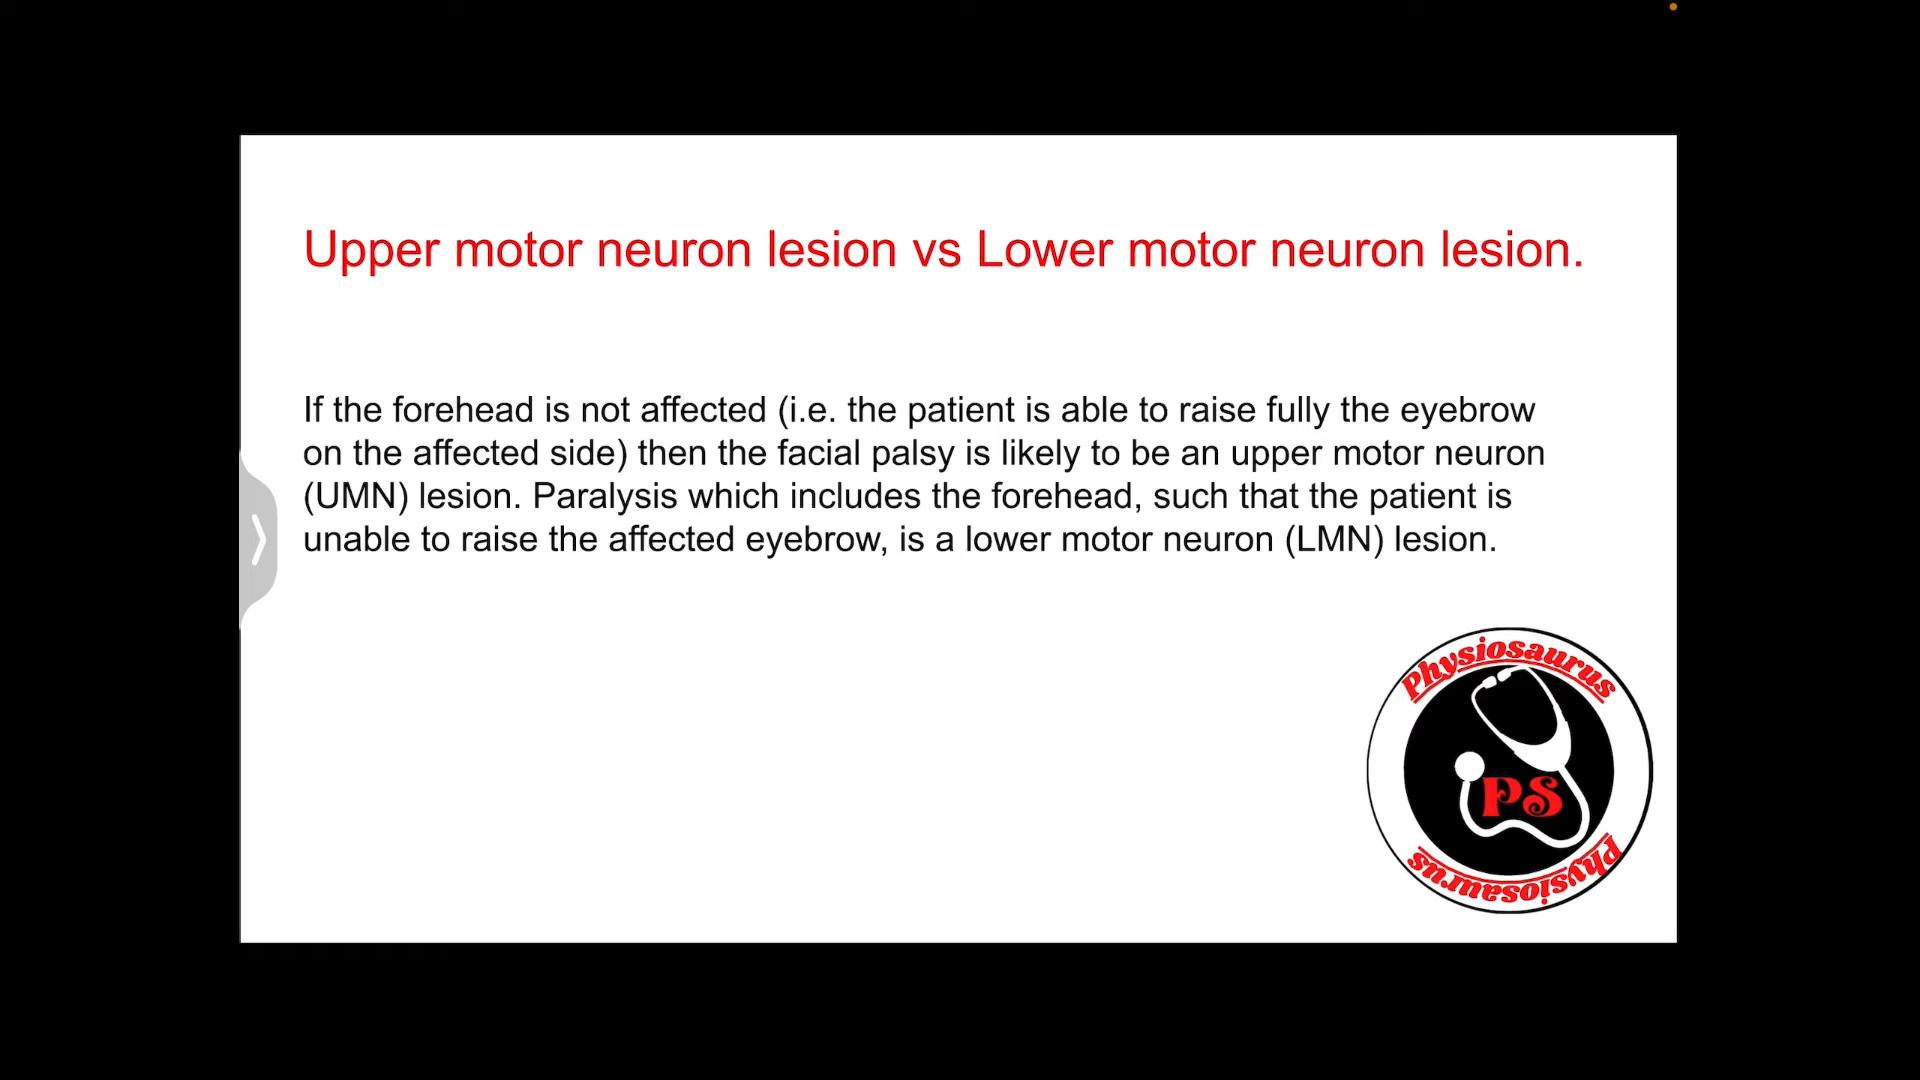 Upper motor neuron lesion vs Lower motor neuron lesion.
If the forehead is not affected (i.e. the patient is able to raise fully the eyebrow
on the affected side) then the facial palsy is likely to be an upper motor neuron
(UMN) lesion. Paralysis which includes the forehead, such that the patient is
unable to raise the affected eyebrow, is a lower motor neuron (LMN) lesion.
Physiosaurus
PS
Physiosaurus